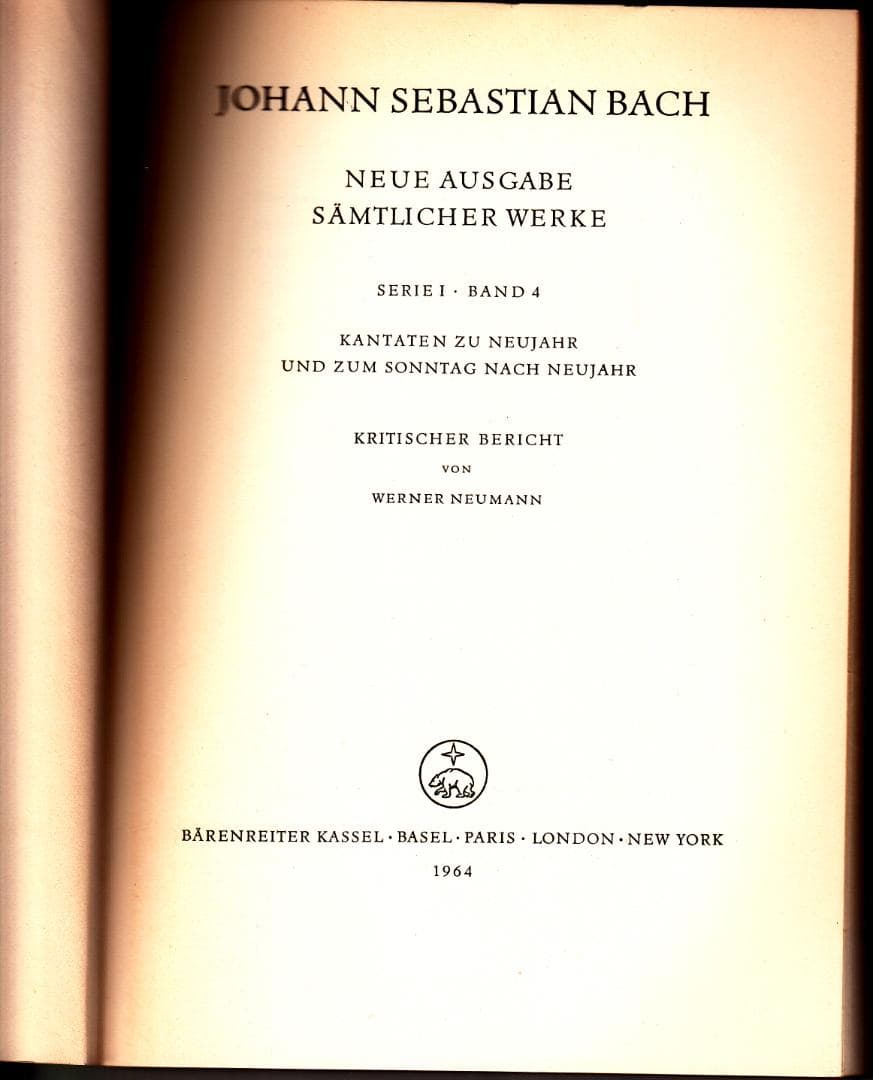 JOHANN SEBASTIAN BACH
NEUE AUSGABE
SÄMTLICHER WERKE
SERIE I · BAND 4
KANTATEN ZU NEUJAHR
UND ZUM SONNTAG NACH NEUJAHR
KRITISCHER BERICHT
VON
WERNER NEUMANN
BÄRENREITER KASSEL · BASEL · PARIS · LONDON · NEW YORK
1964